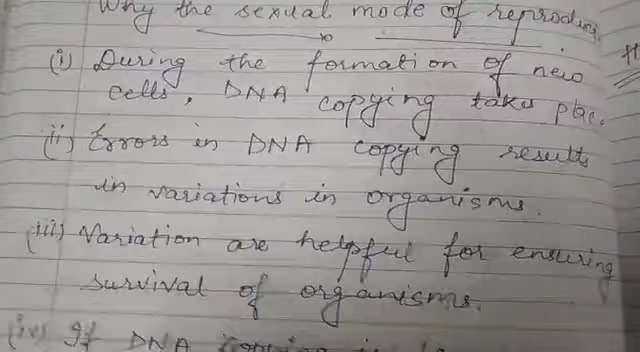 Why the sexual mode of reproduction
(i) During the formation of new
cells, DNA copying takes place.
(ii) Errors in DNA copying results
in variations in organisms.
(iii) Variation are helpful for ensuring
survival of organisms.
(iv) If DNA copying